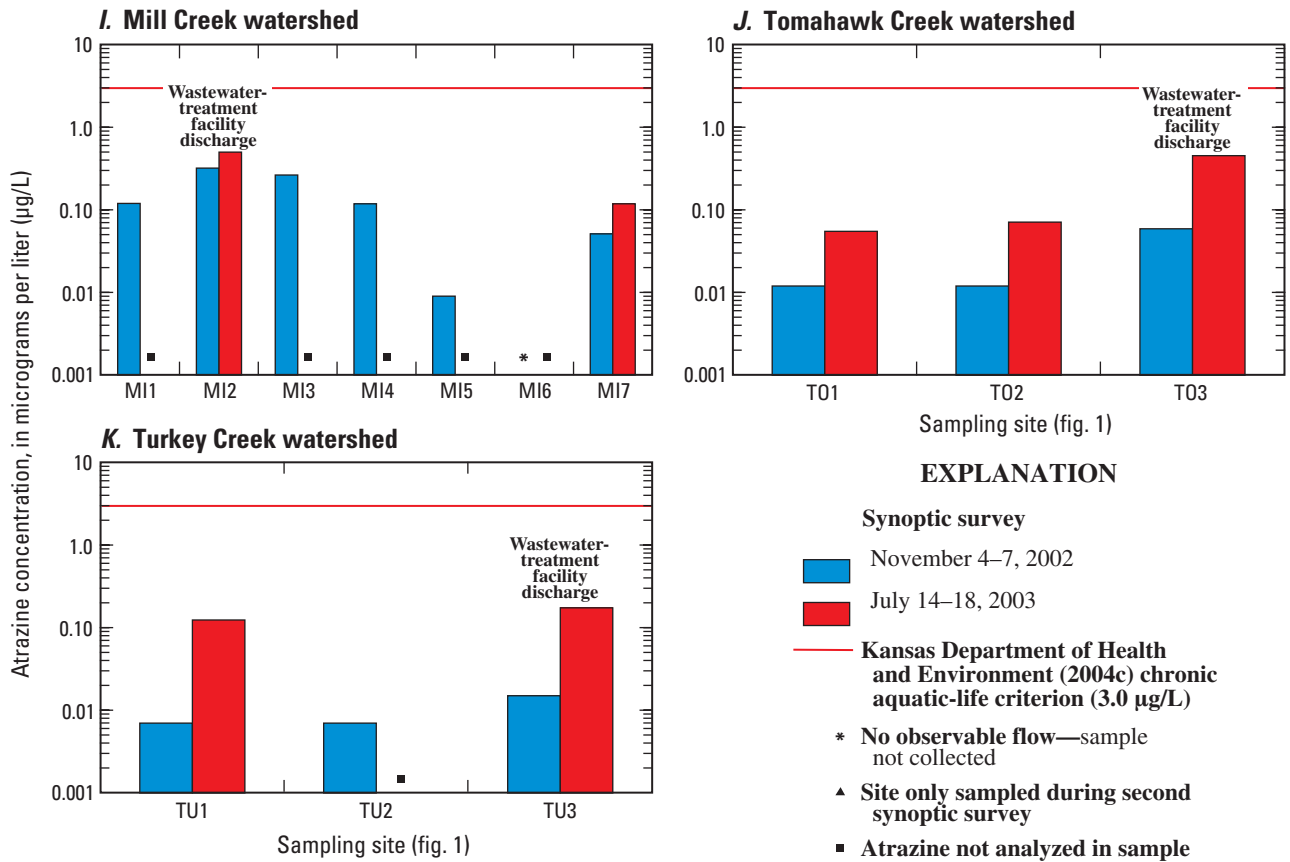 I. Mill Creek watershed
10
1.0
0.10
0.01
0.001
Wastewater-
treatment
facility
discharge
*
MI1 MI2 MI3 MI4 MI5 MI6 MI7
J. Tomahawk Creek watershed
10
1.0
0.10
0.01
0.001
Wastewater-
treatment
facility
discharge
TO1 TO2 TO3
Sampling site (fig. 1)
Atrazine concentration, in micrograms per liter (µg/L)
K. Turkey Creek watershed
10
1.0
0.10
0.01
0.001
Wastewater-
treatment
facility
discharge
TU1 TU2 TU3
Sampling site (fig. 1)
EXPLANATION
Synoptic survey
November 4–7, 2002
July 14–18, 2003
Kansas Department of Health
and Environment (2004c) chronic
aquatic-life criterion (3.0 µg/L)
* No observable flow—sample
not collected
▲ Site only sampled during second
synoptic survey
■ Atrazine not analyzed in sample